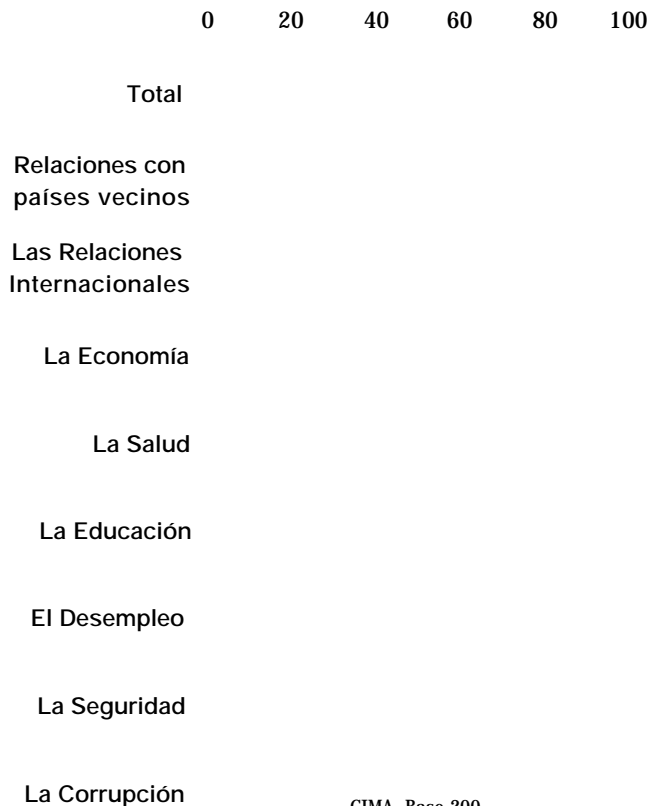 0 20 40 60 80 100
Total
Relaciones con
países vecinos
Las Relaciones
Internacionales
La Economía
La Salud
La Educación
El Desempleo
La Seguridad
La Corrupción
CIMA. Base 200